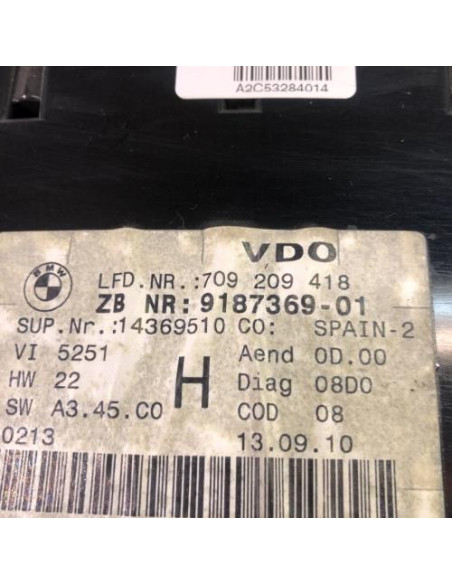 A2C53284014
VDO
BMW
LFD.NR.:709 209 418
ZB NR:9187369-01
SUP.Nr.:14369510 CO: SPAIN-2
VI 5251 Aend 0D.00
HW 22 H Diag 08D0
SW A3.45.C0 COD 08
0213 13.09.10